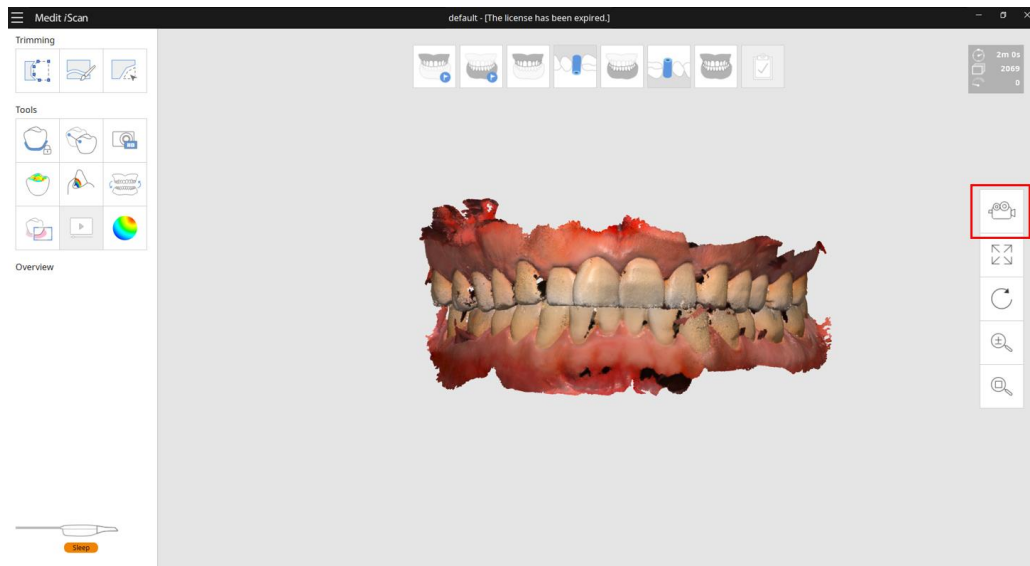 Medit iScan
default - [The license has been expired.]
Trimming
2m 0s
2069
0
Tools
Overview
Sleep